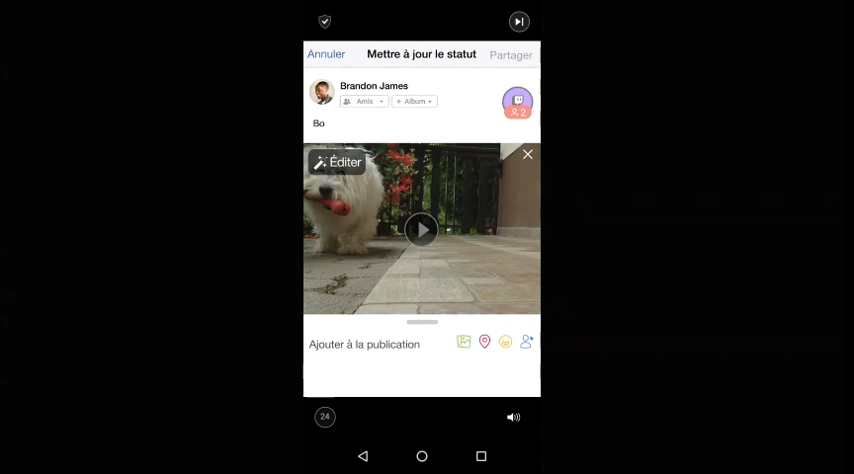 Annuler Mettre à jour le statut Partager
Brandon James
Amis + Album
2
Bo
Éditer
Ajouter à la publication
24